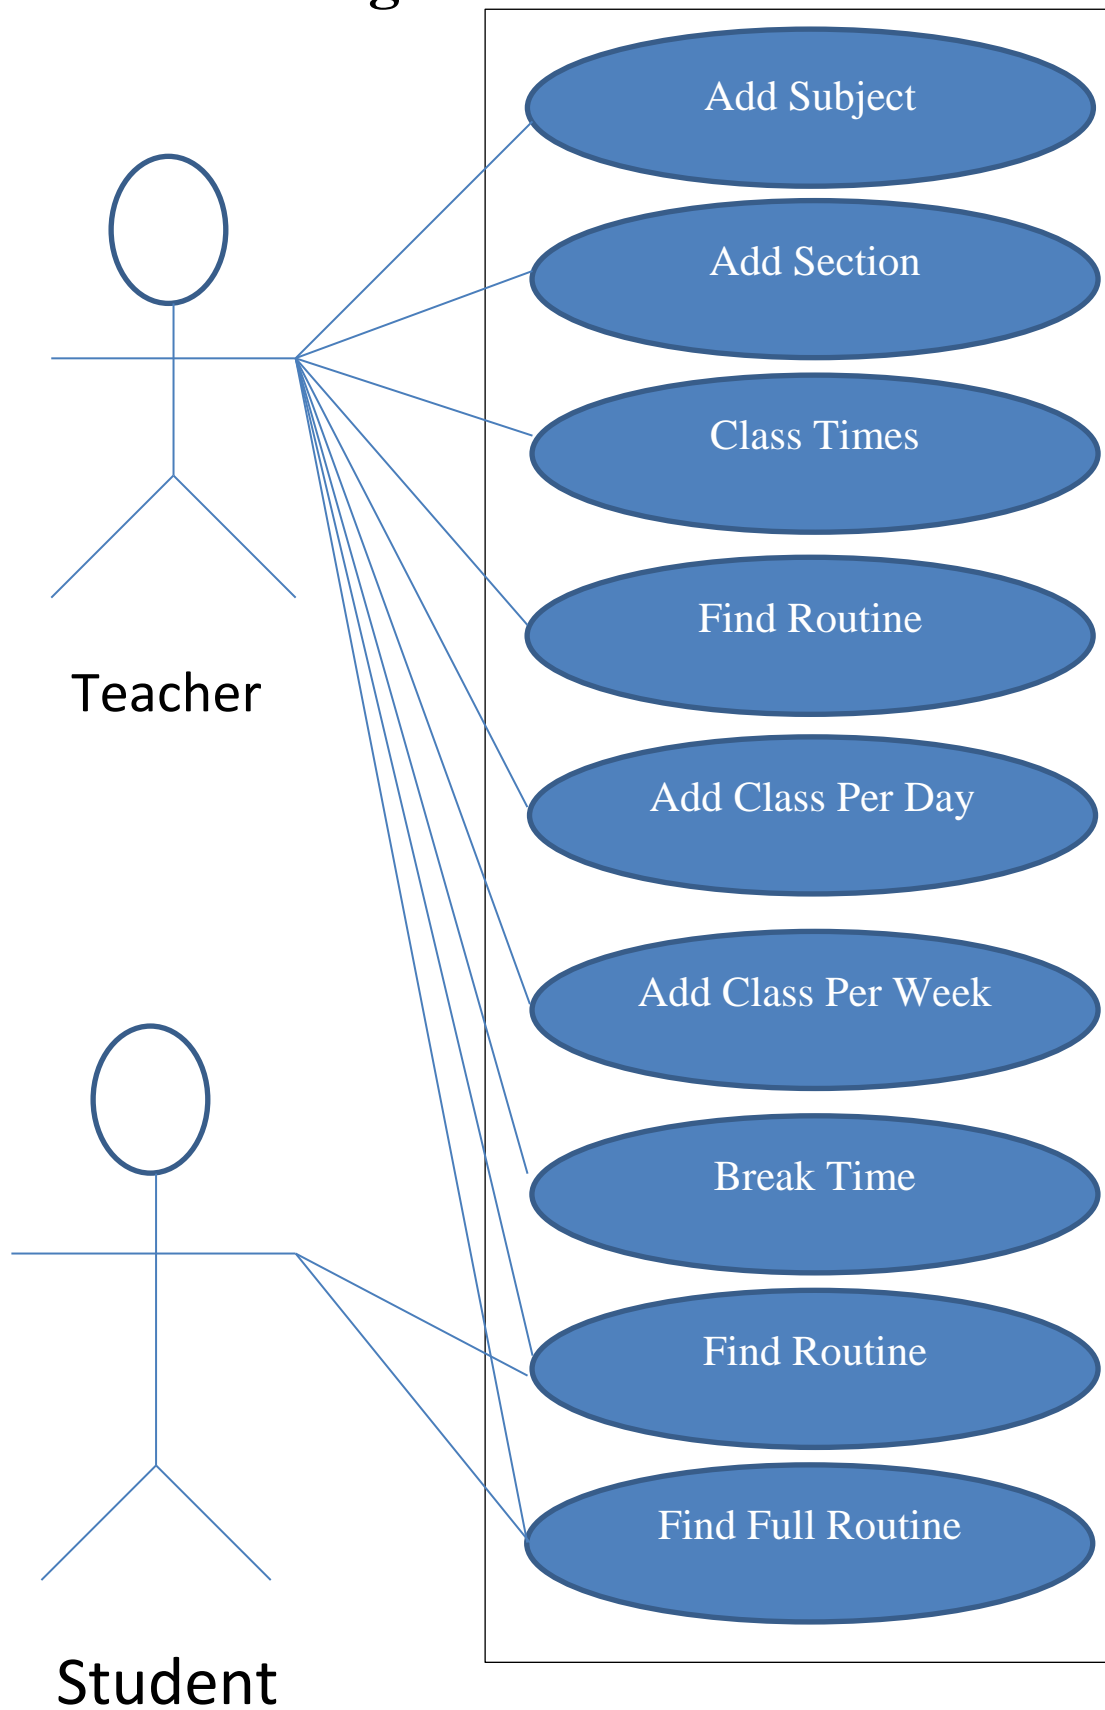 Add Subject
Add Section
Class Times
Find Routine
Teacher
Add Class Per Day
Add Class Per Week
Break Time
Find Routine
Find Full Routine
Student